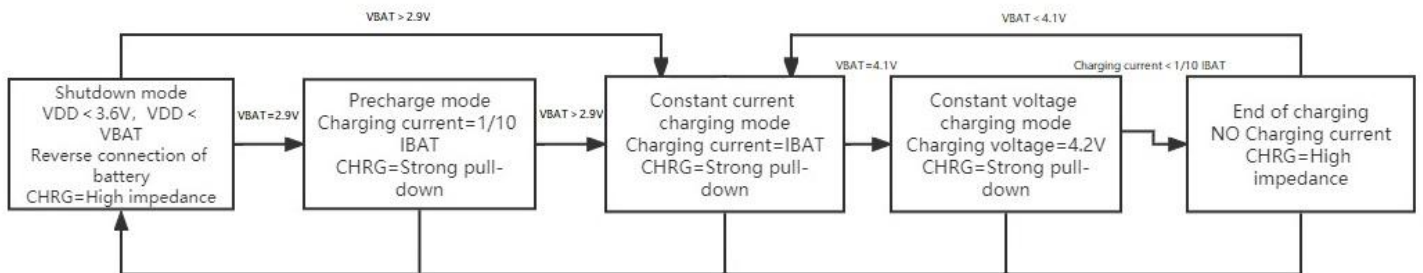 VBAT > 2.9V
VBAT < 4.1V
Shutdown mode
VDD < 3.6V, VDD <
VBAT
Reverse connection of
battery
CHRG=High impedance
VBAT=2.9V
Precharge mode
Charging current=1/10
IBAT
CHRG=Strong pull-
down
VBAT > 2.9V
Constant current
charging mode
Charging current=IBAT
CHRG=Strong pull-
down
VBAT=4.1V
Constant voltage
charging mode
Charging voltage=4.2V
CHRG=Strong pull-
down
Charging current < 1/10 IBAT
End of charging
NO Charging current
CHRG=High
impedance